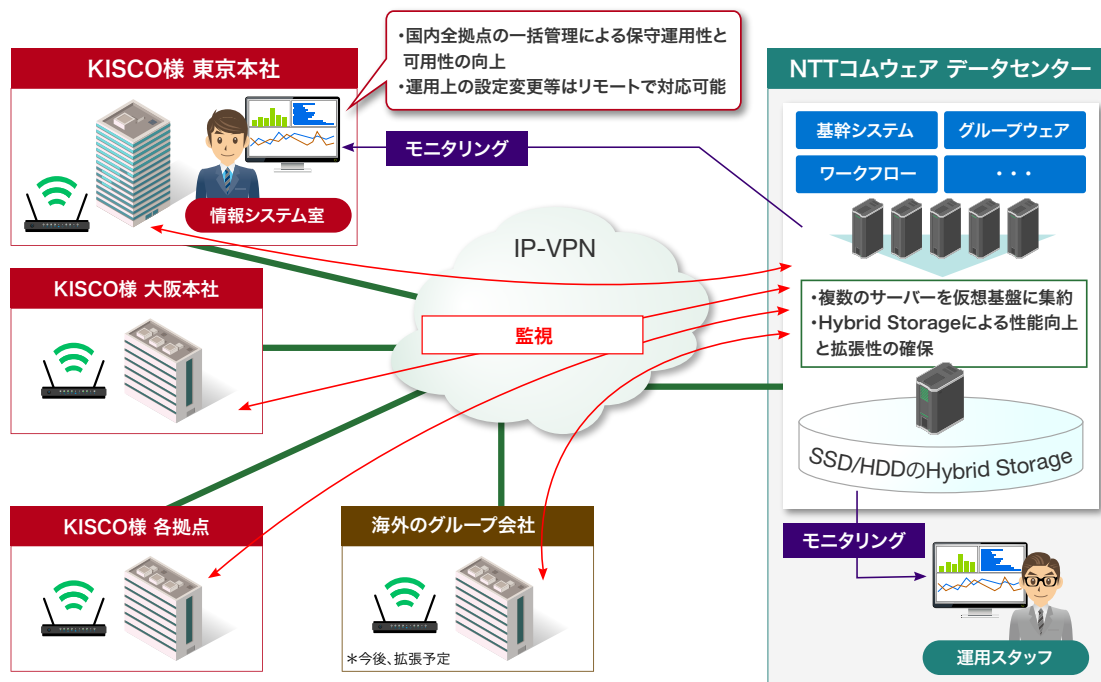 ・国内全拠点の一括管理による保守運用性と
可用性の向上
・運用上の設定変更等はリモートで対応可能
KISCO様 東京本社
情報システム室
モニタリング
NTTコムウェア データセンター
基幹システム
グループウェア
ワークフロー
・・・
IP-VPN
監視
・複数のサーバーを仮想基盤に集約
・Hybrid Storageによる性能向上
と拡張性の確保
SSD/HDDのHybrid Storage
KISCO様 大阪本社
KISCO様 各拠点
海外のグループ会社
＊今後、拡張予定
モニタリング
運用スタッフ